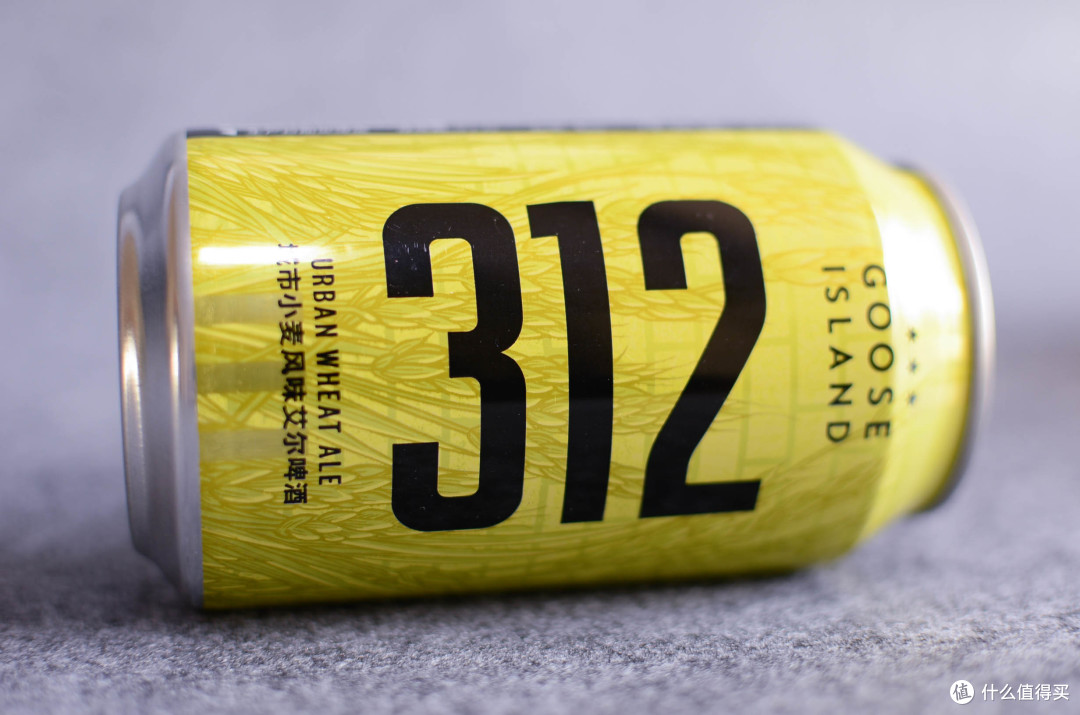 GOOSE
ISLAND
312
URBAN WHEAT ALE
市小麦风味艾尔啤酒
值 什么值得买